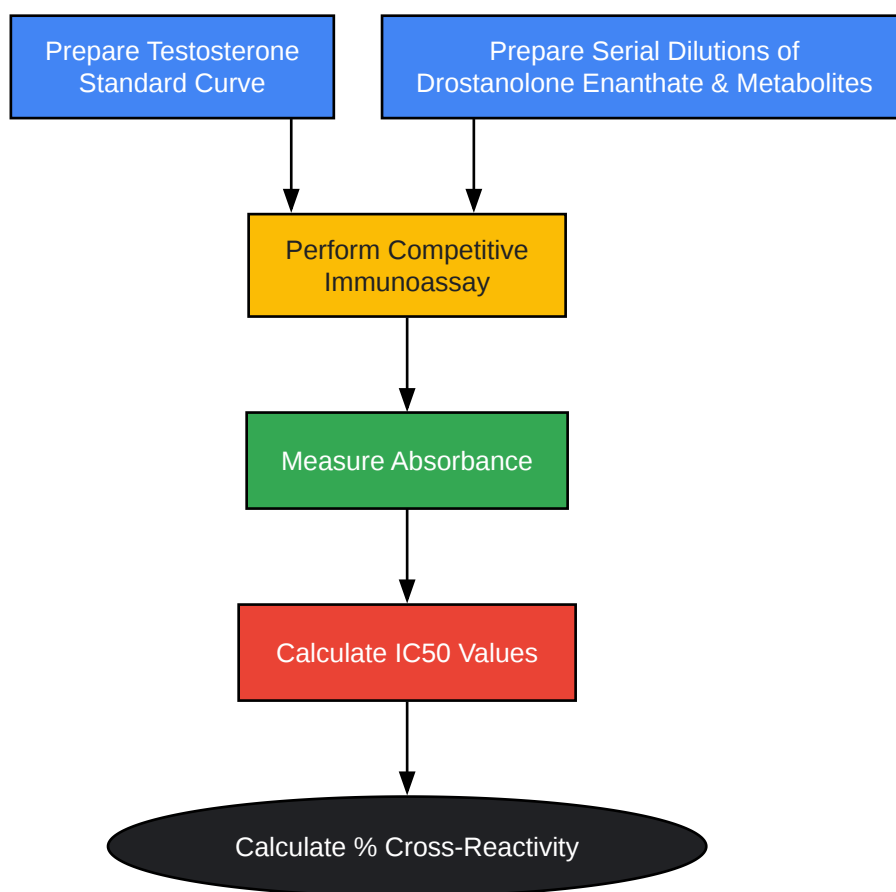 Prepare Testosterone
Standard Curve
Prepare Serial Dilutions of
Drostanolone Enanthate & Metabolites
Perform Competitive
Immunoassay
Measure Absorbance
Calculate IC50 Values
Calculate % Cross-Reactivity